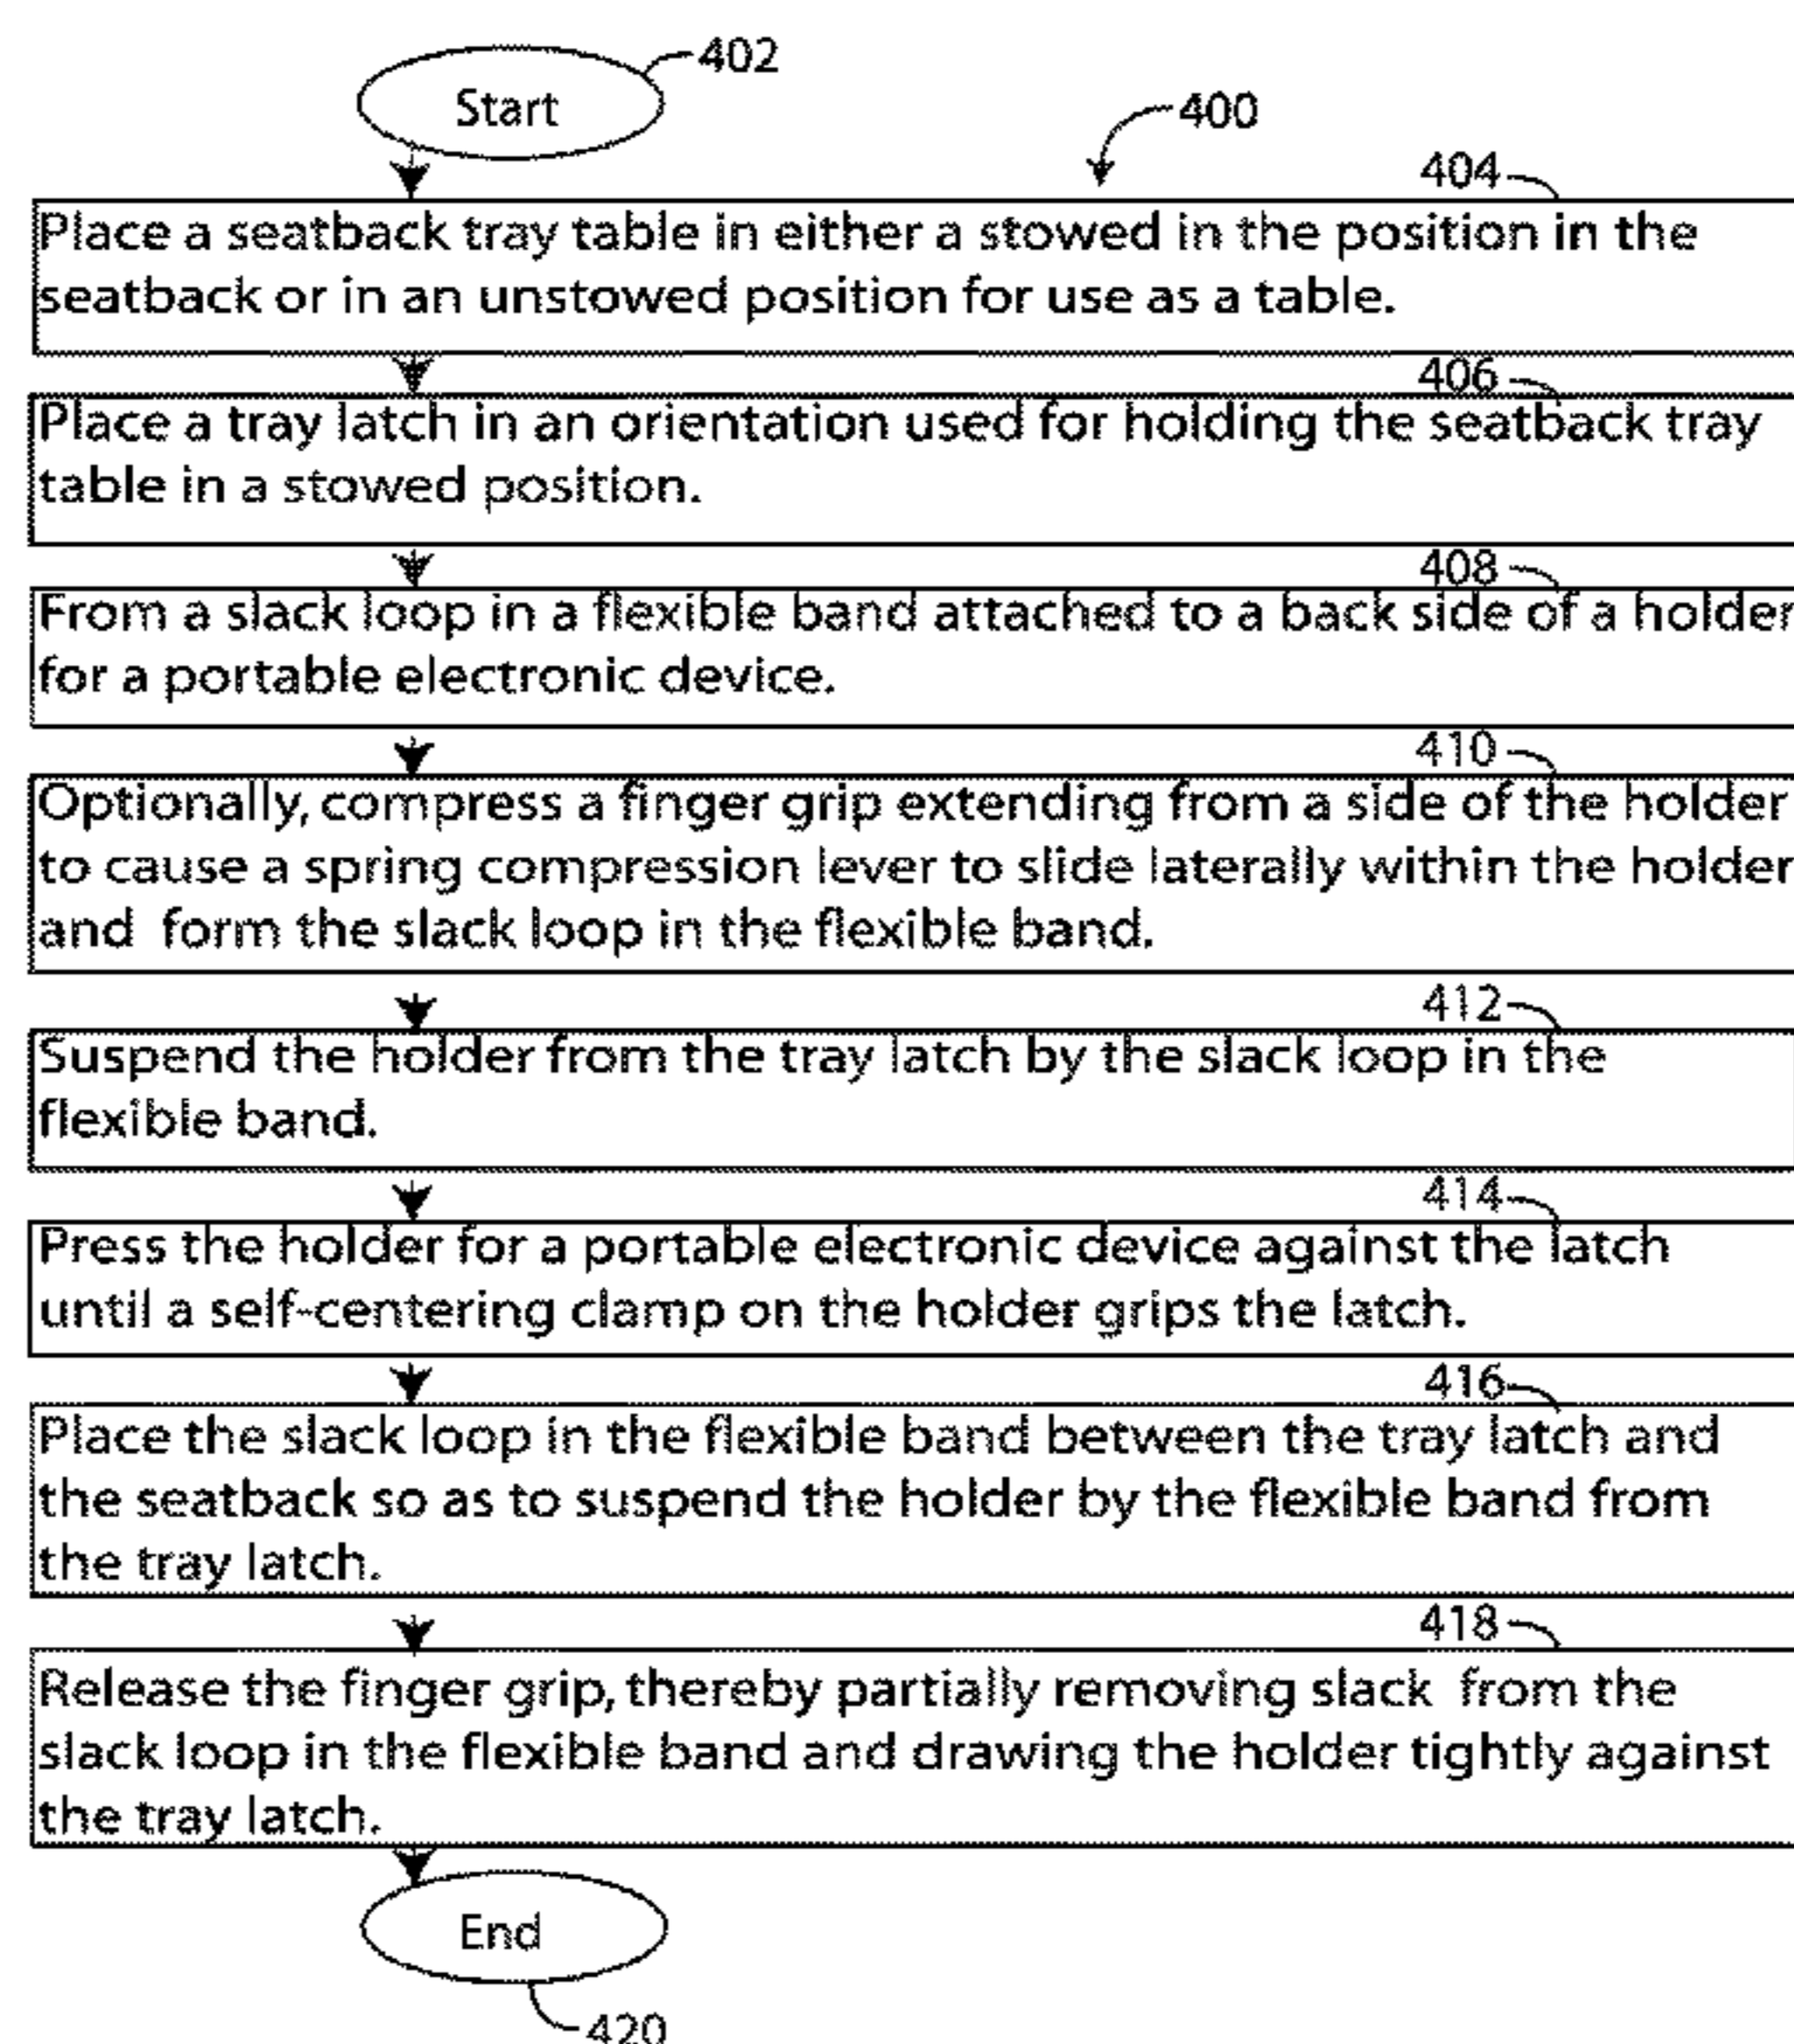 402
Start
400
404
Place a seatback tray table in either a stowed in the position in the
seatback or in an unstowed position for use as a table.
406
Place a tray latch in an orientation used for holding the seatback tray
table in a stowed position.
408
From a slack loop in a flexible band attached to a back side of a holder
for a portable electronic device.
410
Optionally, compress a finger grip extending from a side of the holder
to cause a spring compression lever to slide laterally within the holder
and form the slack loop in the flexible band.
412
Suspend the holder from the tray latch by the slack loop in the
flexible band.
414
Press the holder for a portable electronic device against the latch
until a self-centering clamp on the holder grips the latch.
416
Place the slack loop in the flexible band between the tray latch and
the seatback so as to suspend the holder by the flexible band from
the tray latch.
418
Release the finger grip, thereby partially removing slack from the
slack loop in the flexible band and drawing the holder tightly against
the tray latch.
End
420